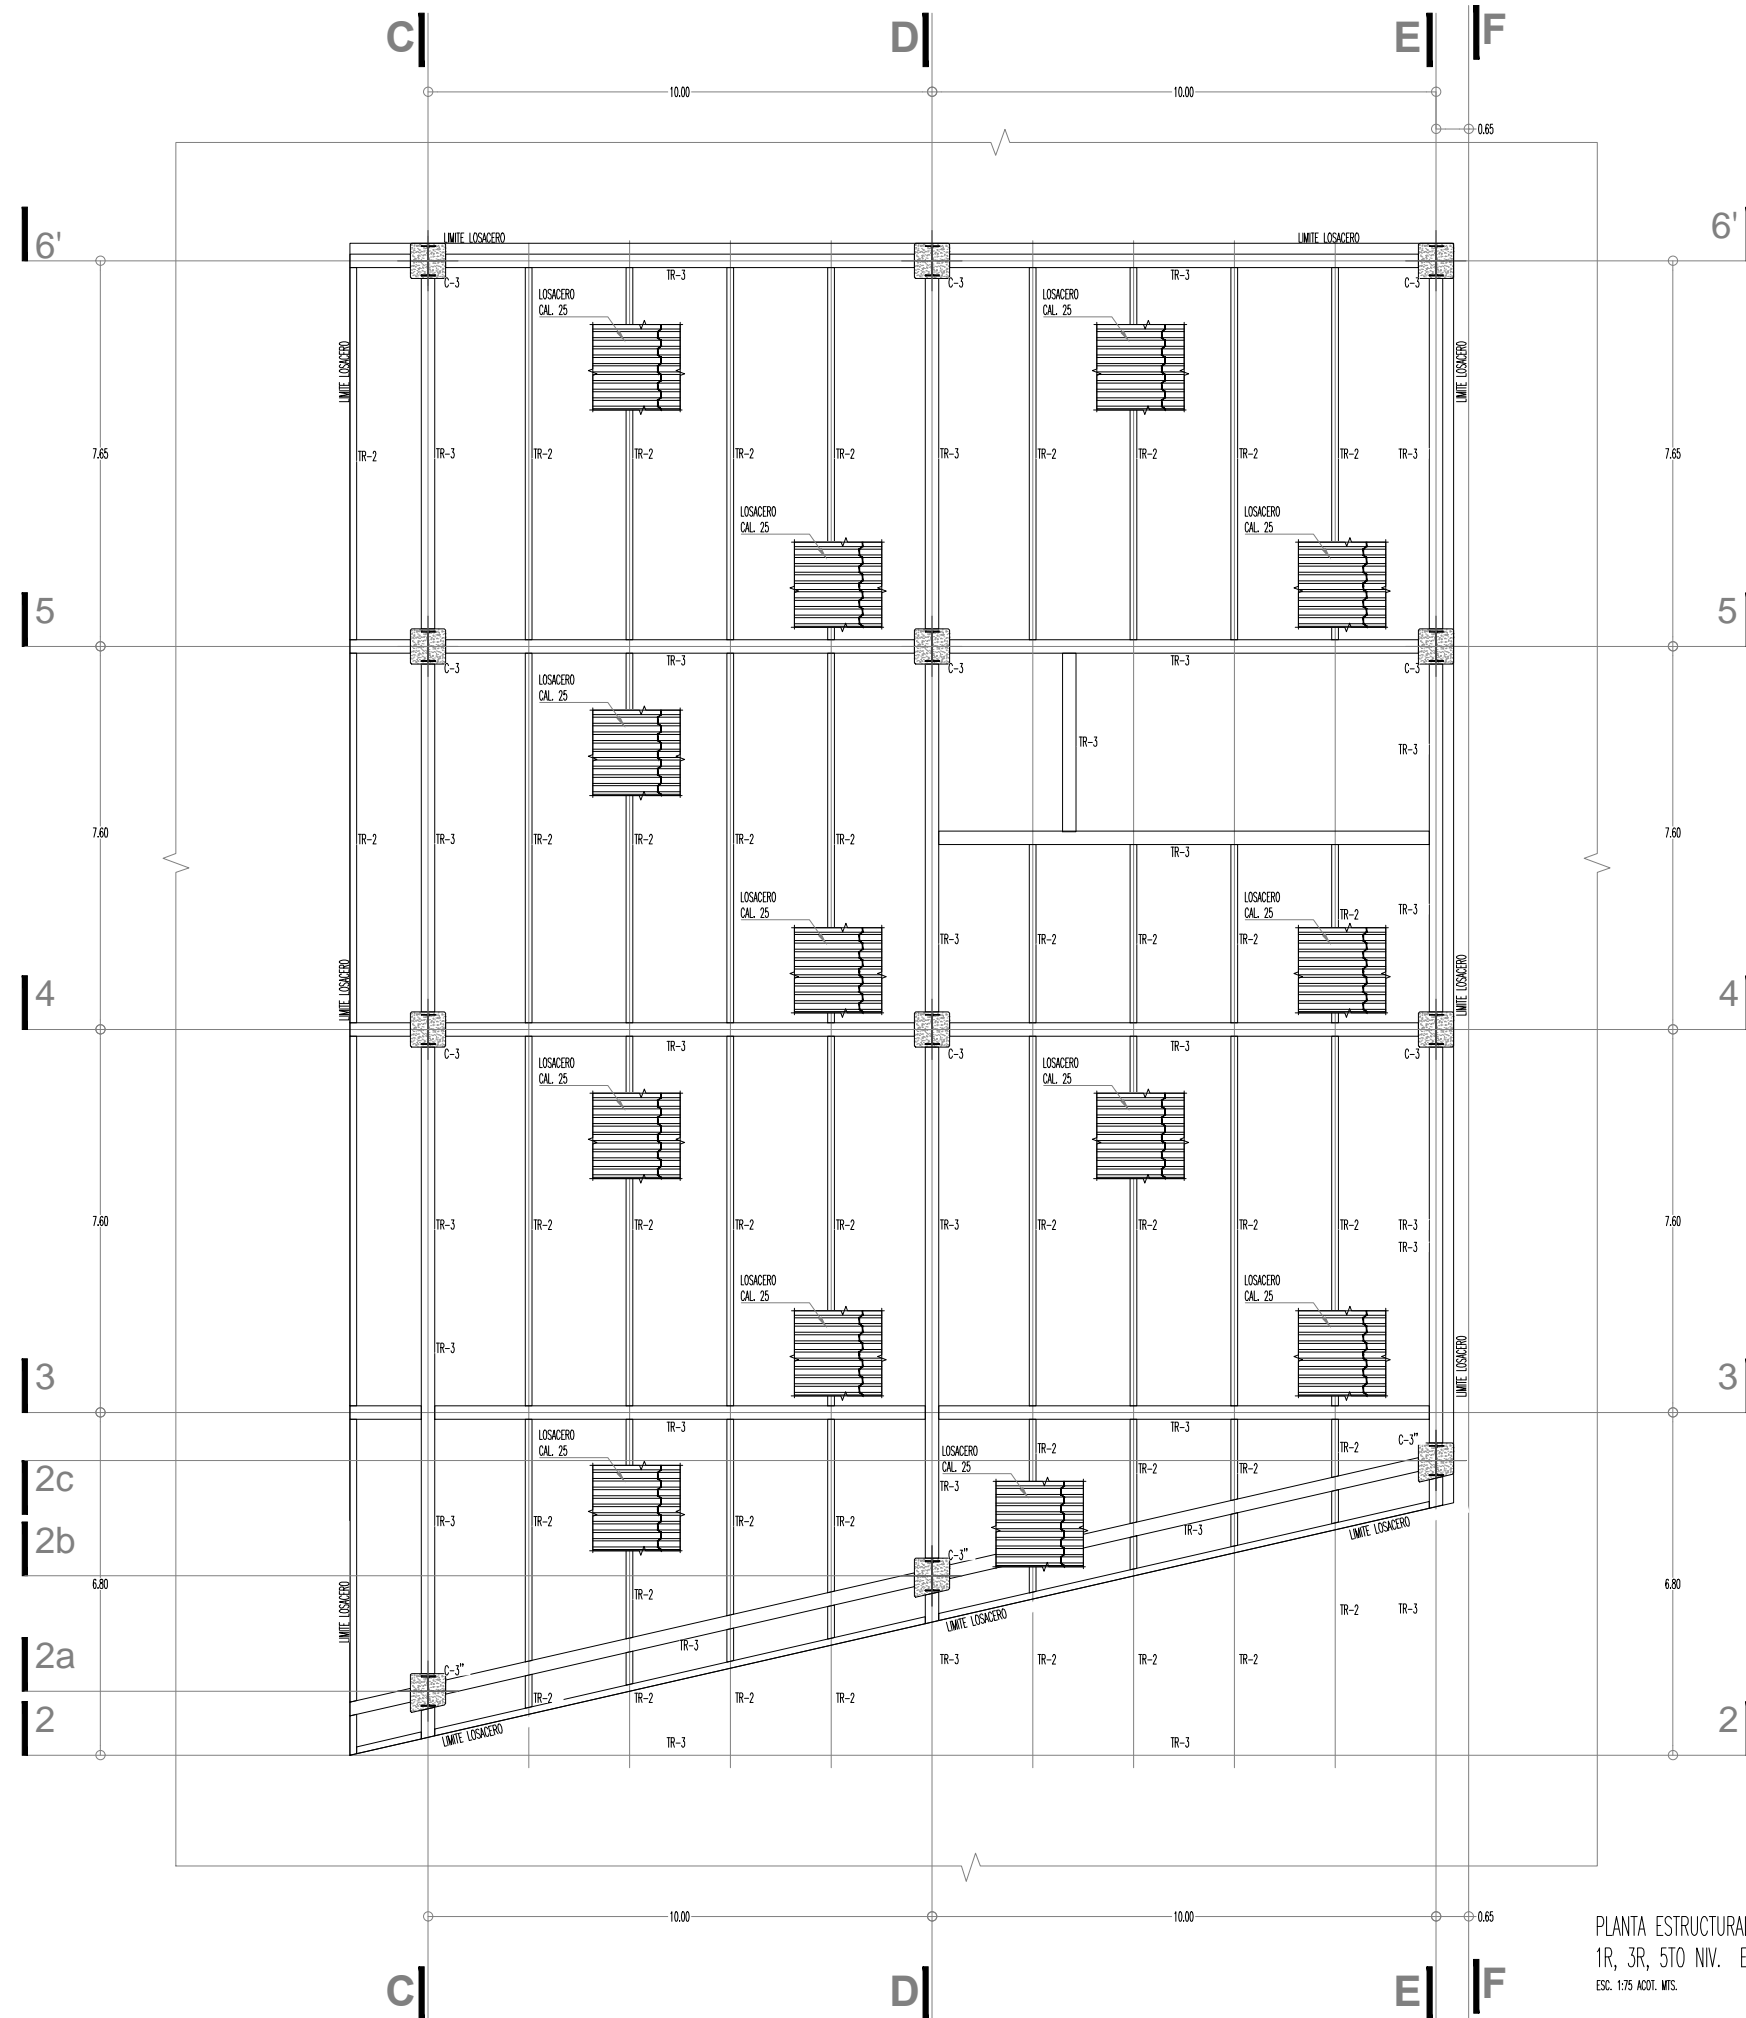 C D E F
10.00 10.00
0.65
6' 6'
LIMITE LOSACERO LIMITE LOSACERO
TR-3 TR-3
C-3 C-3 C-3
LOSACERO LOSACERO
CAL. 25 CAL. 25
LIMITE LOSACERO LIMITE LOSACERO
7.65 TR-2 TR-3 TR-2 TR-2 TR-2 TR-2 TR-3 TR-2 TR-2 TR-2 TR-2 TR-3 7.65
LOSACERO LOSACERO
CAL. 25 CAL. 25
5 5
TR-3 TR-3
C-3 C-3 C-3
LOSACERO
CAL. 25
TR-3 TR-3
7.60 TR-2 TR-3 TR-2 TR-2 TR-2 TR-2 7.60
TR-3
LOSACERO LOSACERO
CAL. 25 CAL. 25
TR-2 TR-3
TR-3 TR-2 TR-2 TR-2
LIMITE LOSACERO LIMITE LOSACERO
4 4
TR-3 TR-3
C-3 C-3 C-3
LOSACERO LOSACERO
CAL. 25 CAL. 25
7.60 TR-3 TR-2 TR-2 TR-2 TR-2 TR-3 TR-2 TR-2 TR-2 TR-2 TR-3 7.60
TR-3
LOSACERO LOSACERO
CAL. 25 CAL. 25
TR-3
LIMITE LOSACERO
3 3
TR-3 TR-3
LOSACERO LOSACERO C-3"
CAL. 25 CAL. 25
TR-2 TR-2
TR-2 TR-2
2c
TR-3
TR-3 TR-2 TR-2 TR-2 TR-3
LIMITE LOSACERO
2b
C-3"
6.80 6.80
TR-2
LIMITE LOSACERO LIMITE LOSACERO
TR-2 TR-3
2a
TR-3
TR-3 TR-2 TR-2 TR-2
C-3"
TR-2 TR-2 TR-2 TR-2
2 2
LIMITE LOSACERO
TR-3 TR-3
10.00 10.00 0.65
C D E F
PLANTA ESTRUCTURAL
1R, 3R, 5TO NIV. E
ESC. 1:75 ACOT. MTS.